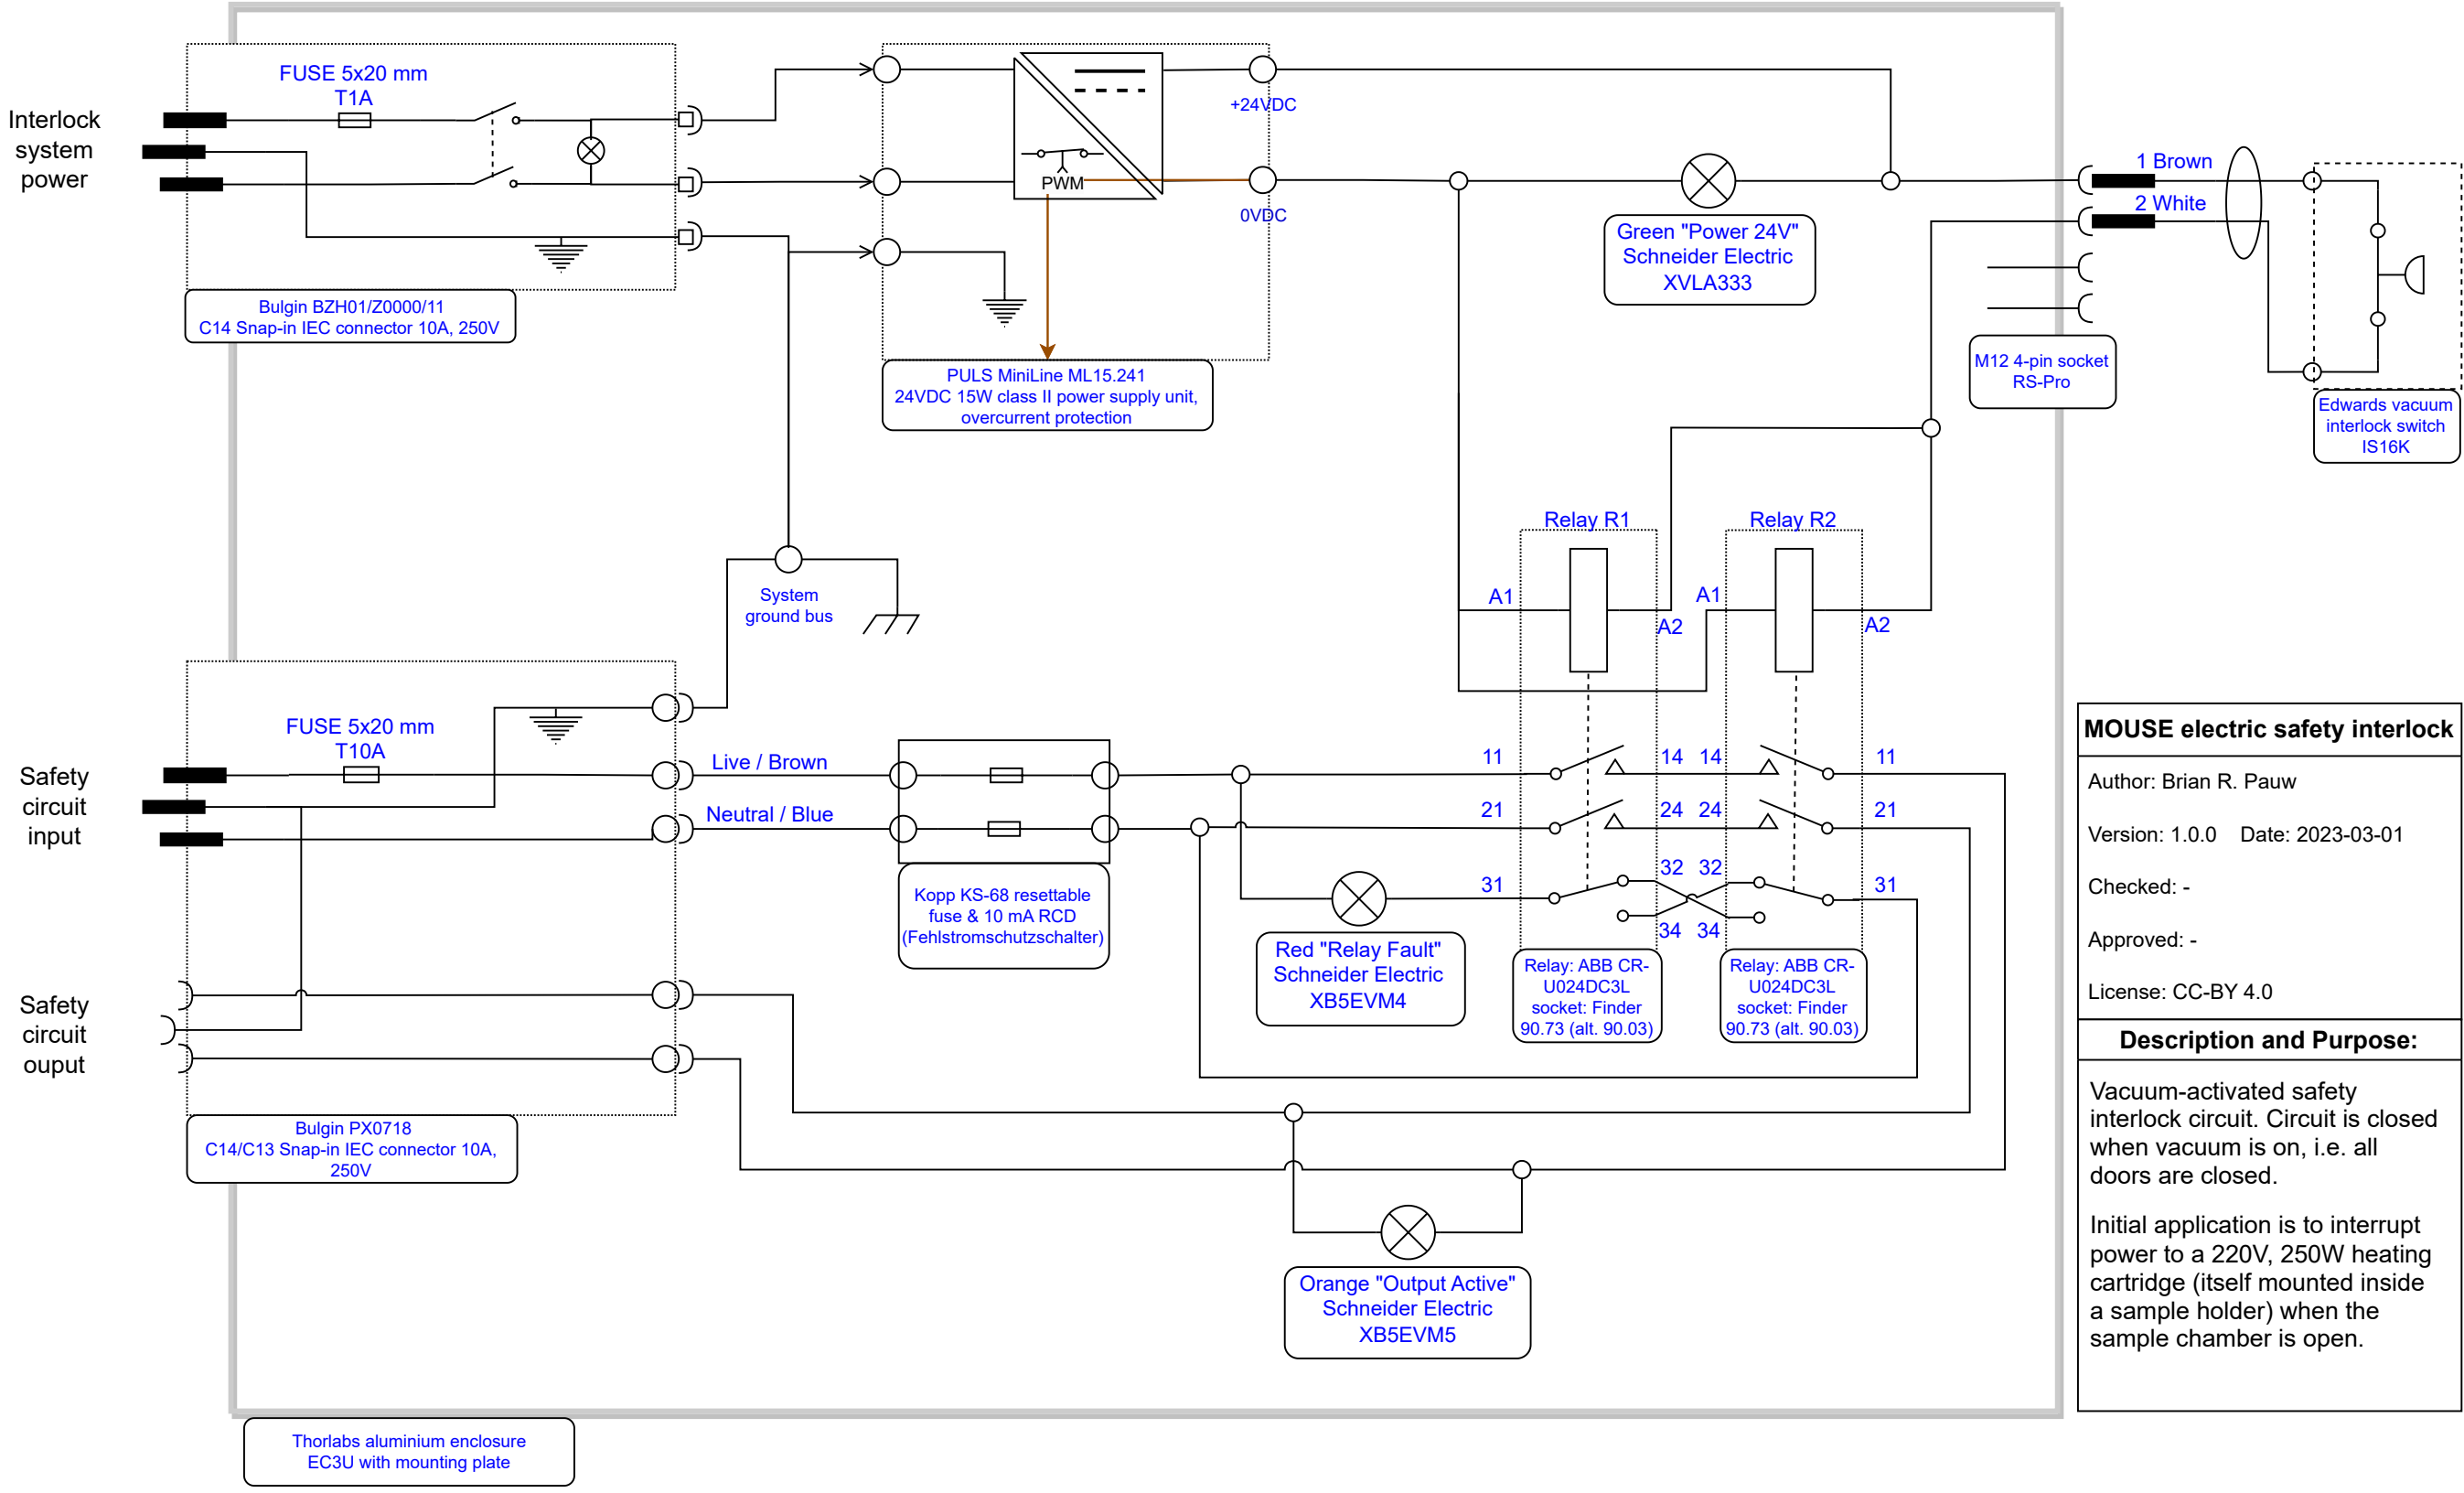 Interlock
system
power
FUSE 5x20 mm
T1A
Bulgin BZH01/Z0000/11
C14 Snap-in IEC connector 10A, 250V
PWM
+24VDC
0VDC
PULS MiniLine ML15.241
24VDC 15W class II power supply unit,
overcurrent protection
Green "Power 24V"
Schneider Electric
XVLA333
1 Brown
2 White
M12 4-pin socket
RS-Pro
Edwards vacuum
interlock switch
IS16K
System
ground bus
Relay R1
Relay R2
A1
A2
A1
A2
Safety
circuit
input
FUSE 5x20 mm
T10A
Live / Brown
Neutral / Blue
Kopp KS-68 resettable
fuse & 10 mA RCD
(Fehlstromschutzschalter)
11
14
14
11
21
24
24
21
31
32
32
31
34
34
Red "Relay Fault"
Schneider Electric
XB5EVM4
Relay: ABB CR-
U024DC3L
socket: Finder
90.73 (alt. 90.03)
Relay: ABB CR-
U024DC3L
socket: Finder
90.73 (alt. 90.03)
Safety
circuit
ouput
Bulgin PX0718
C14/C13 Snap-in IEC connector 10A,
250V
Orange "Output Active"
Schneider Electric
XB5EVM5
Thorlabs aluminium enclosure
EC3U with mounting plate
MOUSE electric safety interlock
Author: Brian R. Pauw
Version: 1.0.0 Date: 2023-03-01
Checked: -
Approved: -
License: CC-BY 4.0
Description and Purpose:
Vacuum-activated safety
interlock circuit. Circuit is closed
when vacuum is on, i.e. all
doors are closed.
Initial application is to interrupt
power to a 220V, 250W heating
cartridge (itself mounted inside
a sample holder) when the
sample chamber is open.